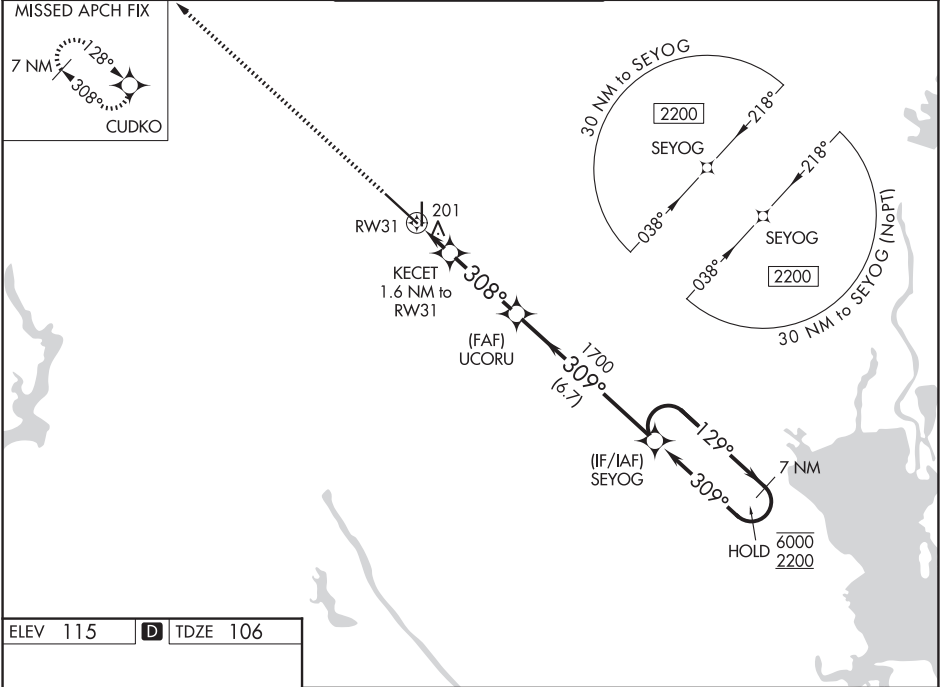 MISSED APCH FIX
7 NM
128°
308°
CUDKO
30 NM to SEYOG
2200
SEYOG
218°
038°
218°
038°
SEYOG
2200
30 NM to SEYOG (NoPT)
RW31
201
KECET
1.6 NM to
RW31
308°
(FAF)
UCORU
1700
309°
(6.7)
(IF/IAF)
SEYOG
129°
309°
7 NM
HOLD
6000
2200
ELEV 115
D
TDZE 106